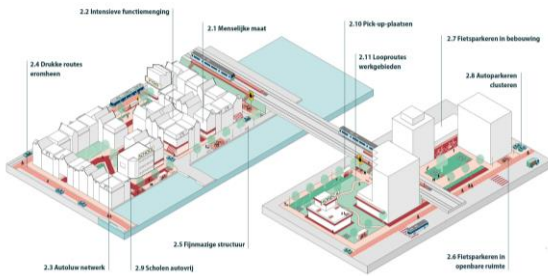 2.2 Intensieve functiemenging
2.1 Menselijke maat
2.10 Pick-up-plaatsen
2.11 Looproutes
werkgebieden
2.7 Fietsparkeren in bebouwing
2.4 Drukke routes
eromheen
2.8 Autoparkeren
clusteren
2.5 Fijnmazige structuur
2.3 Autoluw netwerk
2.9 Scholen autovrij
2.6 Fietsparkeren in
openbare ruimte